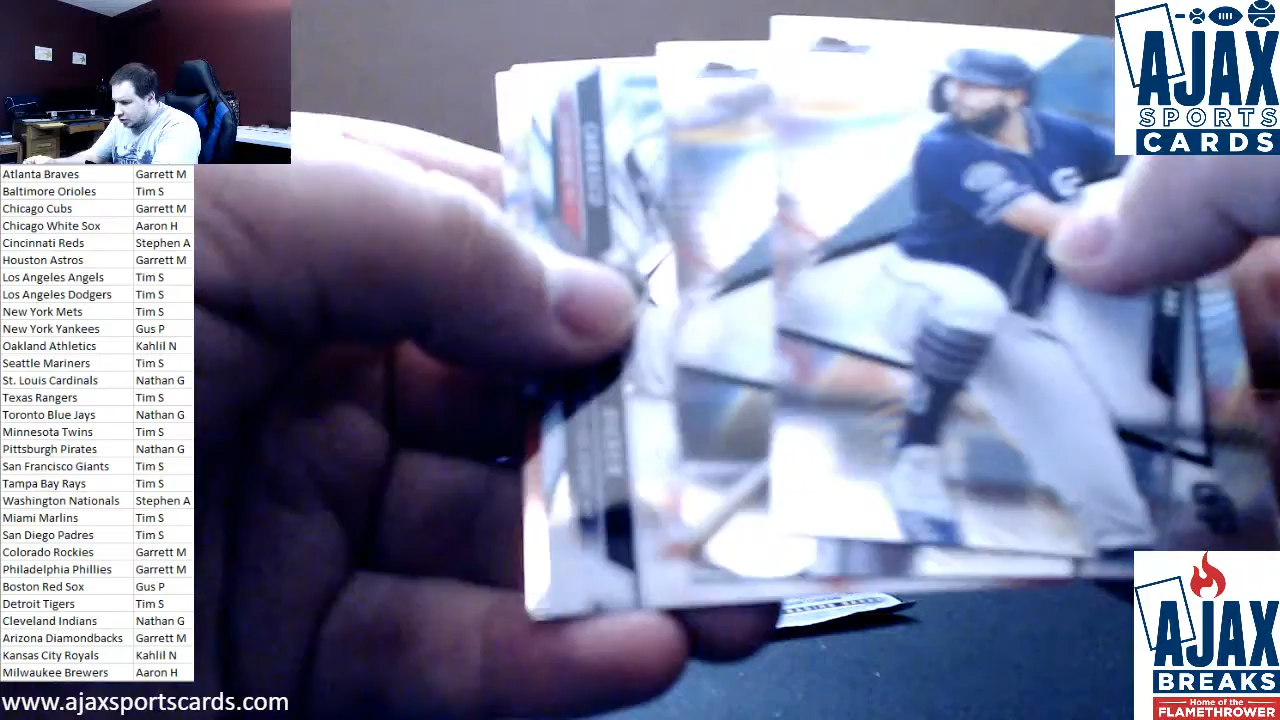 Atlanta Braves Garrett M
Baltimore Orioles Tim S
Chicago Cubs Garrett M
Chicago White Sox Aaron H
Cincinnati Reds Stephen A
Houston Astros Garrett M
Los Angeles Angels Tim S
Los Angeles Dodgers Tim S
New York Mets Tim S
New York Yankees Gus P
Oakland Athletics Kahlil N
Seattle Mariners Tim S
St. Louis Cardinals Nathan G
Texas Rangers Tim S
Toronto Blue Jays Nathan G
Minnesota Twins Tim S
Pittsburgh Pirates Nathan G
San Francisco Giants Tim S
Tampa Bay Rays Tim S
Washington Nationals Stephen A
Miami Marlins Tim S
San Diego Padres Tim S
Colorado Rockies Garrett M
Philadelphia Phillies Garrett M
Boston Red Sox Gus P
Detroit Tigers Tim S
Cleveland Indians Nathan G
Arizona Diamondbacks Garrett M
Kansas City Royals Kahlil N
Milwaukee Brewers Aaron H
www.ajaxsportscards.com
AJAX
SPORTS
CARDS
AJAX
BREAKS
Home of the
FLAMETHROWER